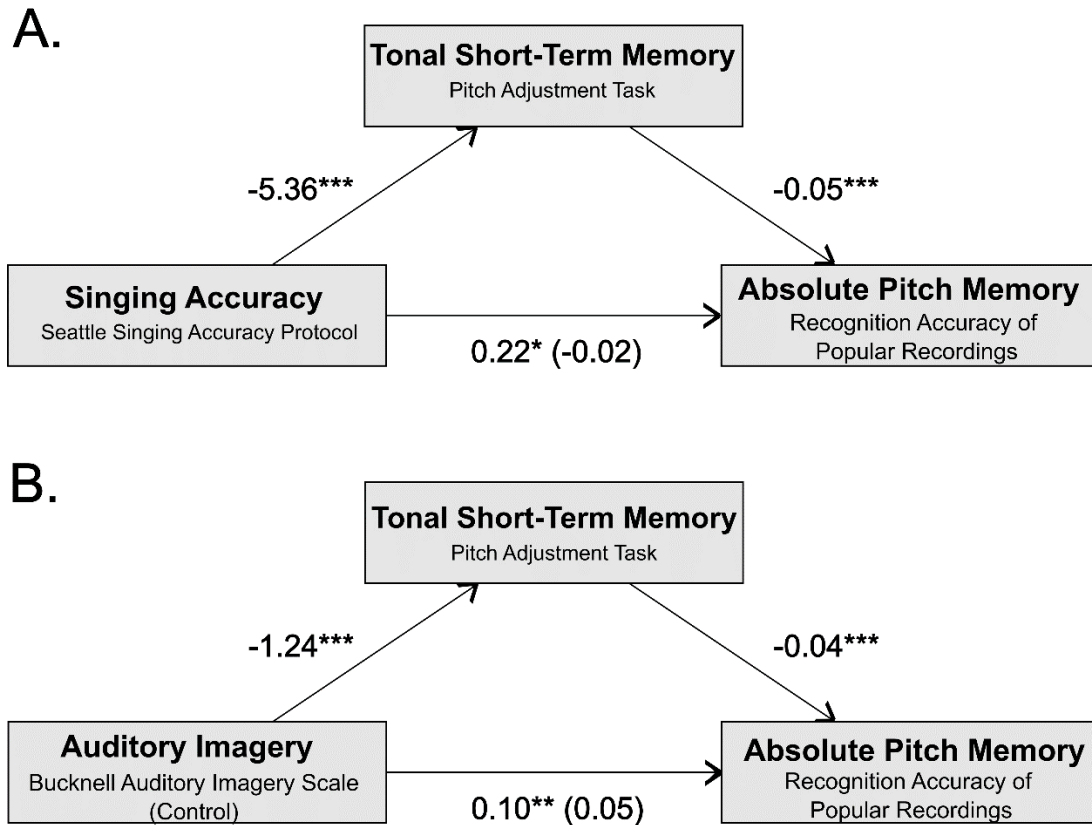 A.
Tonal Short-Term Memory
Pitch Adjustment Task
-5.36***
-0.05***
Singing Accuracy
Seattle Singing Accuracy Protocol
Absolute Pitch Memory
Recognition Accuracy of
Popular Recordings
0.22* (-0.02)
B.
Tonal Short-Term Memory
Pitch Adjustment Task
-1.24***
-0.04***
Auditory Imagery
Bucknell Auditory Imagery Scale
(Control)
Absolute Pitch Memory
Recognition Accuracy of
Popular Recordings
0.10** (0.05)